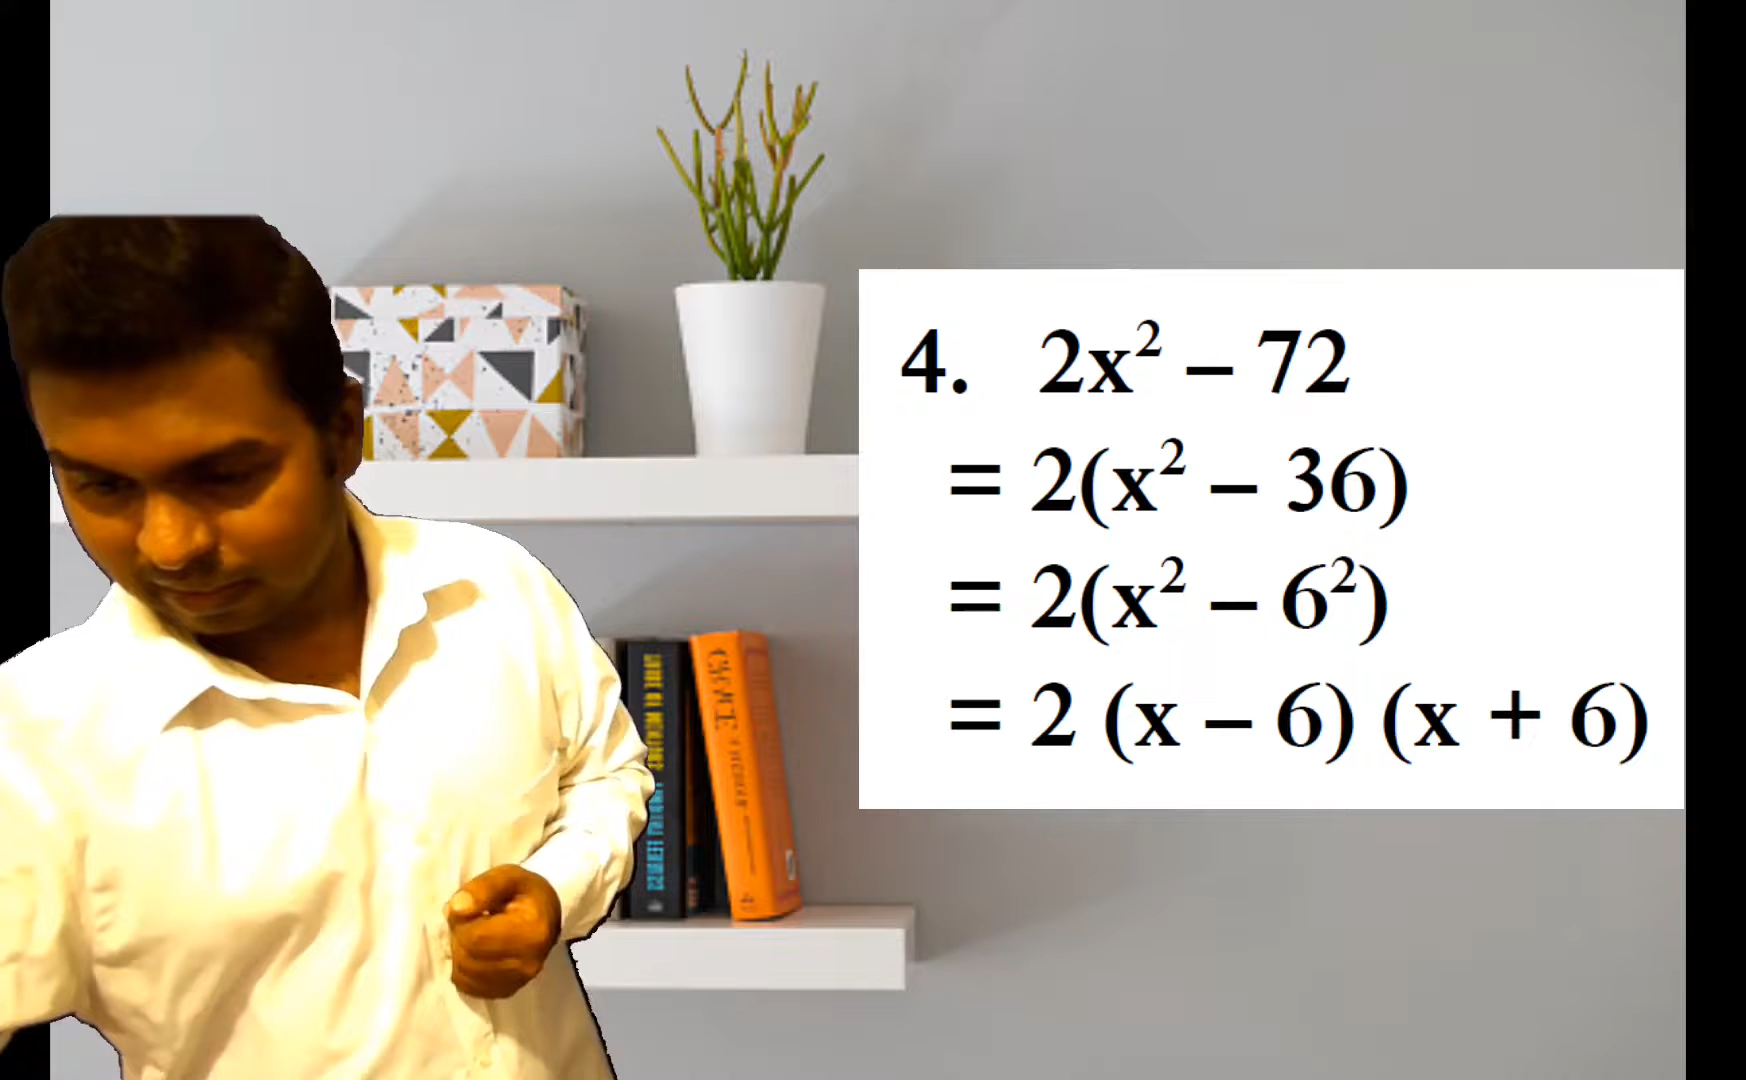 4. 2x² – 72
= 2(x² – 36)
= 2(x² – 6²)
= 2 (x – 6) (x + 6)